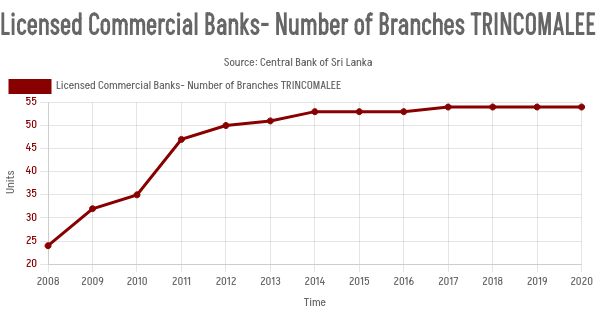 Licensed Commercial Banks- Number of Branches TRINCOMALEE
Source: Central Bank of Sri Lanka
Licensed Commercial Banks- Number of Branches TRINCOMALEE
55
50
45
40
35
30
25
20
Units
2008 2009 2010 2011 2012 2013 2014 2015 2016 2017 2018 2019 2020
Time